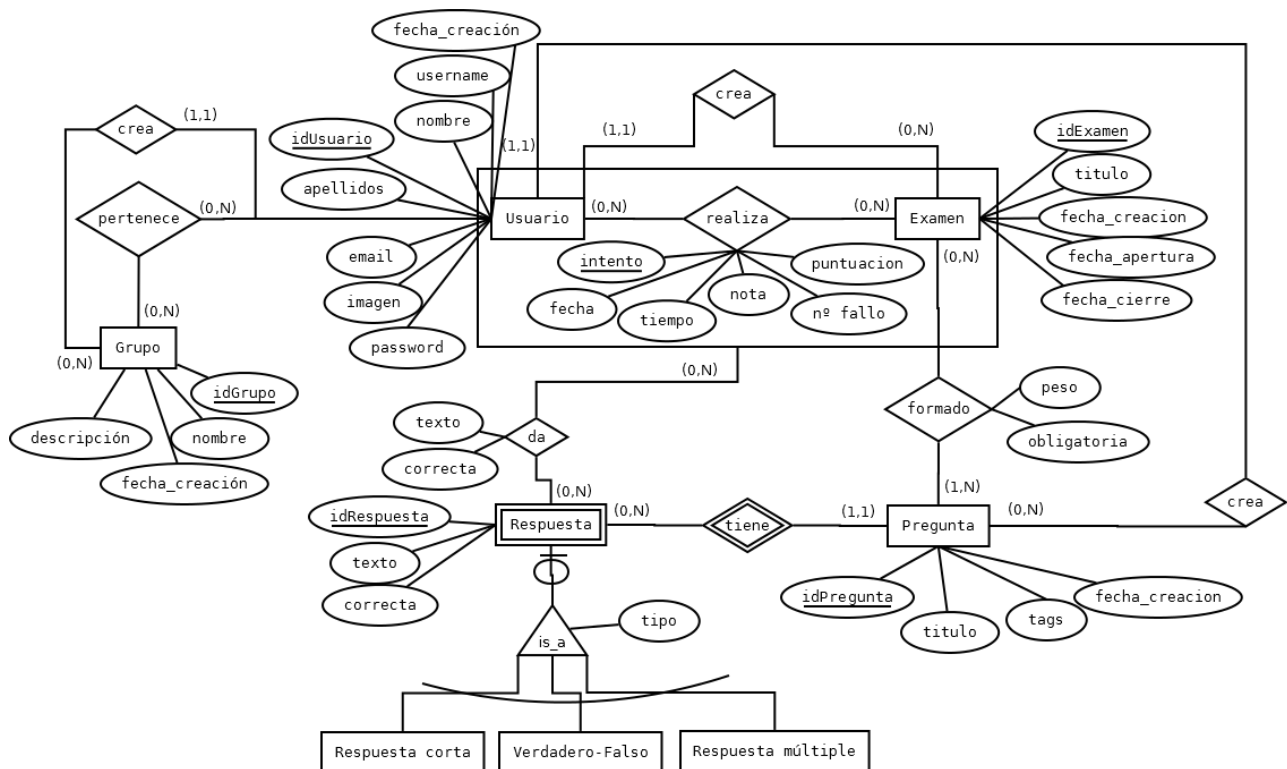 fecha_creación
username
nombre
idUsuario
apellidos
email
imagen
password
crea
(1,1)
pertenece
(0,N)
(0,N)
(0,N)
Grupo
idGrupo
nombre
fecha_creación
descripción
(1,1)
(1,1)
crea
(0,N)
Usuario
(0,N)
realiza
(0,N)
Examen
(0,N)
intento
fecha
tiempo
nota
nº fallo
puntuacion
idExamen
titulo
fecha_creacion
fecha_apertura
fecha_cierre
(0,N)
texto
correcta
da
(0,N)
formado
peso
obligatoria
(1,N)
idRespuesta
texto
correcta
Respuesta
(0,N)
tiene
(1,1)
Pregunta
(0,N)
crea
idPregunta
titulo
tags
fecha_creacion
tipo
is_a
Respuesta corta
Verdadero-Falso
Respuesta múltiple